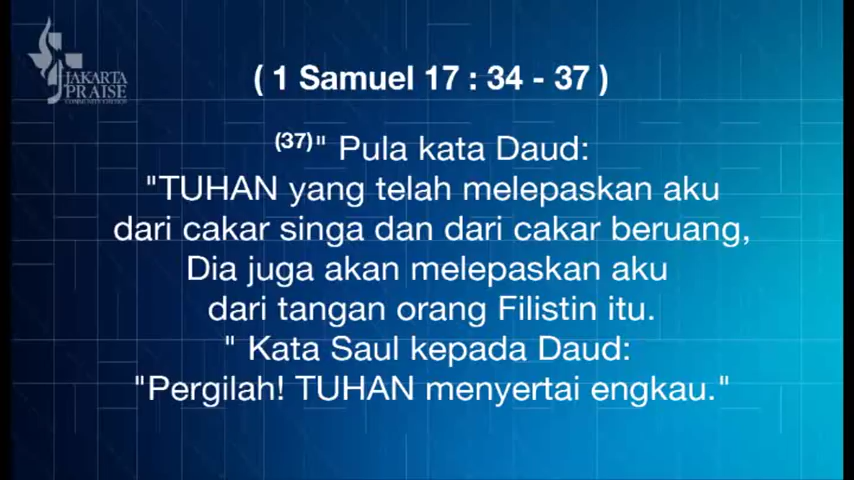 JAKARTA
PRAISE
COMMUNITY CHURCH
( 1 Samuel 17 : 34 - 37 )
(37)" Pula kata Daud:
"TUHAN yang telah melepaskan aku
dari cakar singa dan dari cakar beruang,
Dia juga akan melepaskan aku
dari tangan orang Filistin itu.
" Kata Saul kepada Daud:
"Pergilah! TUHAN menyertai engkau."